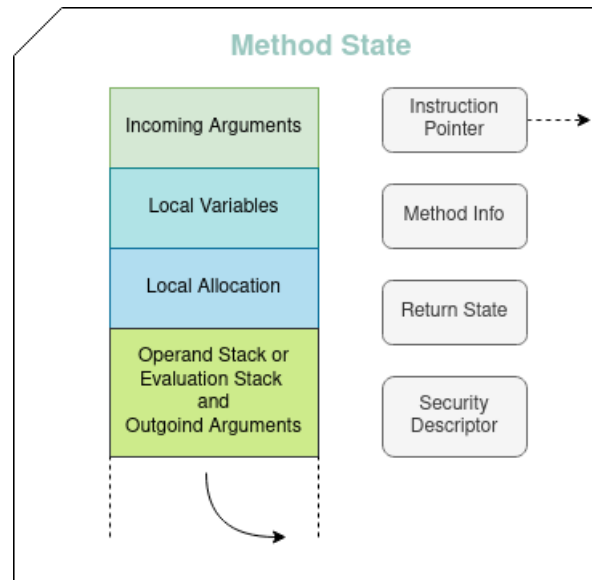 Method State
Incoming Arguments
Local Variables
Local Allocation
Operand Stack or
Evaluation Stack
and
Outgoind Arguments
Instruction
Pointer
Method Info
Return State
Security
Descriptor